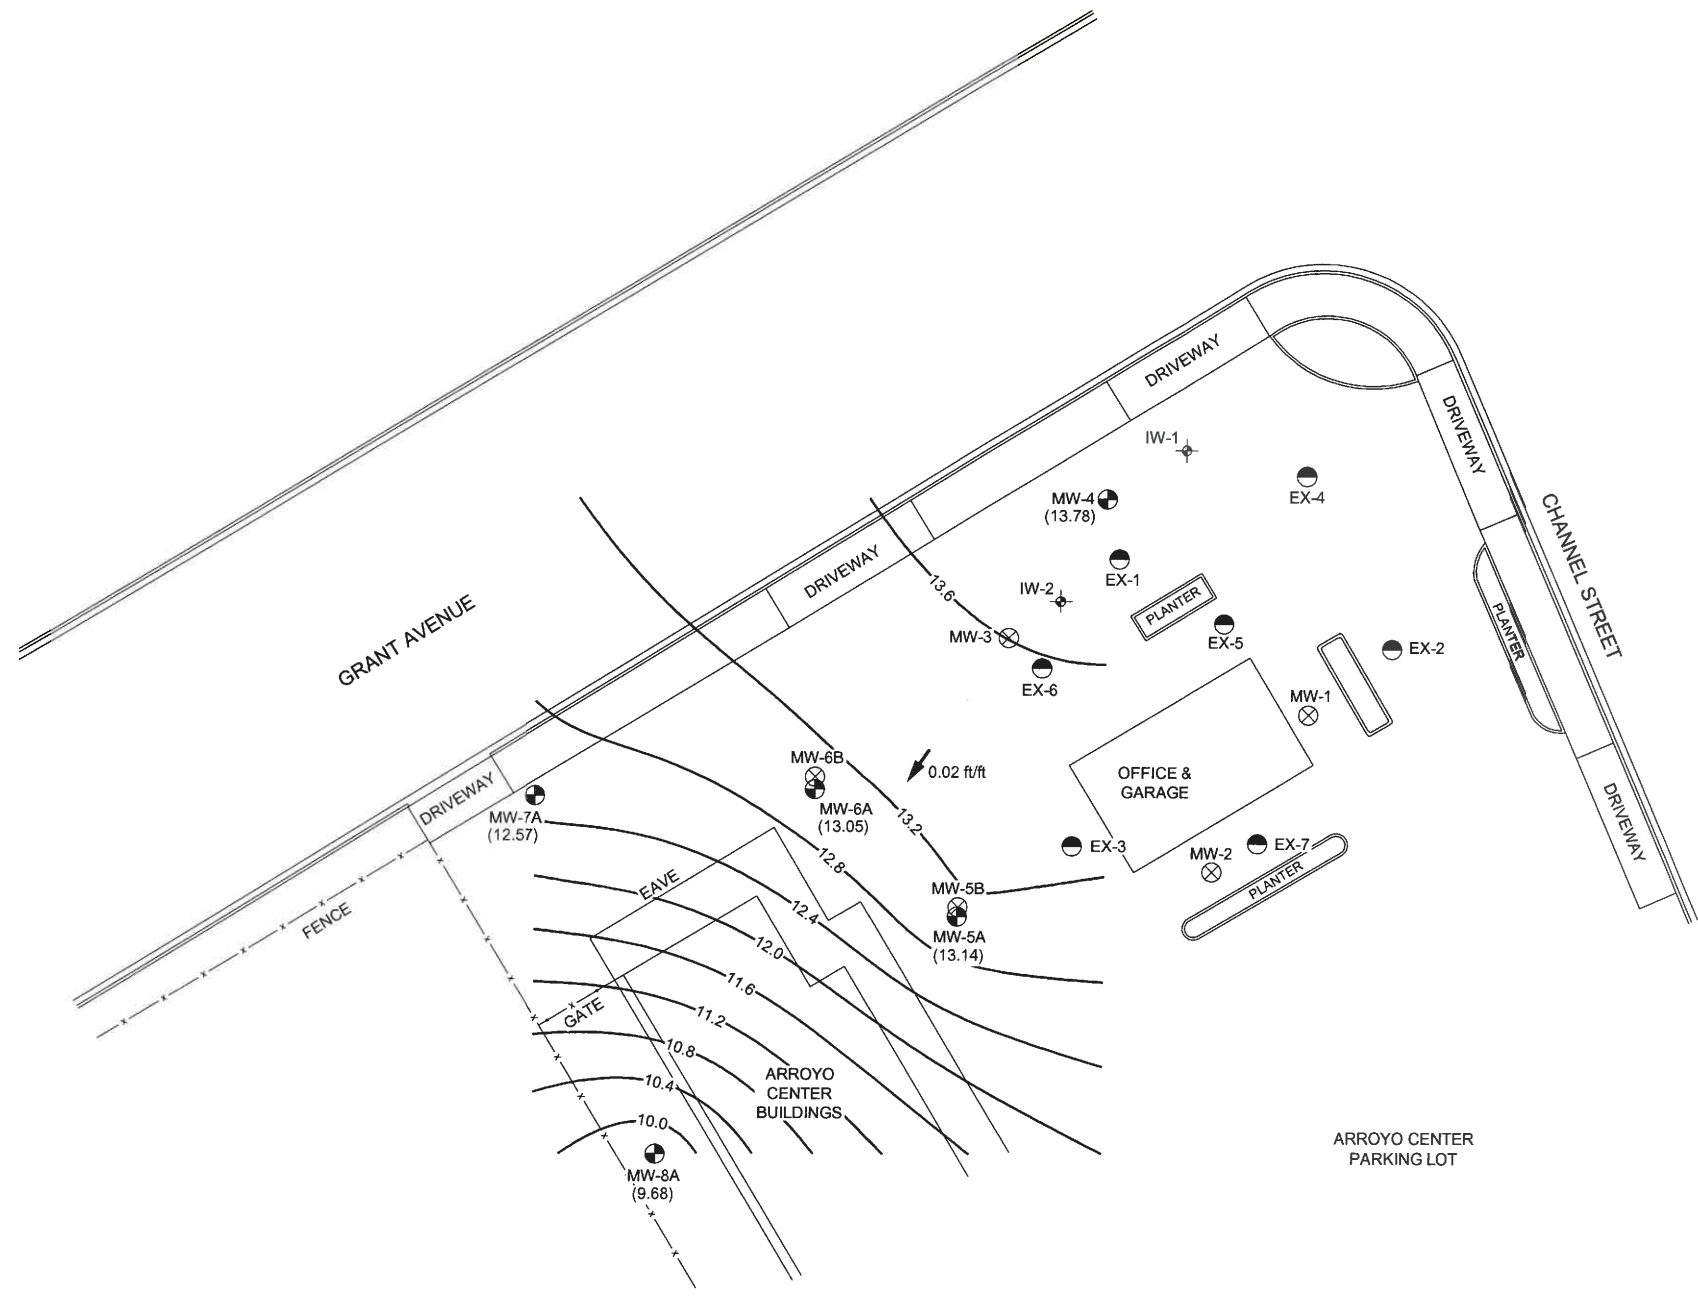 DRIVEWAY
DRIVEWAY
IW-1
EX-4
MW-4
(13.78)
CHANNEL STREET
DRIVEWAY
EX-1
13.6
IW-2
PLANTER
PLANTER
GRANT AVENUE
MW-3
EX-5
EX-2
EX-6
MW-1
MW-6B
0.02 ft/ft
OFFICE &
GARAGE
DRIVEWAY
MW-6A
(13.05)
MW-7A
(12.57)
13.2
DRIVEWAY
EX-3
EX-7
MW-2
12.8
EAVE
MW-5B
PLANTER
12.4
FENCE
MW-5A
(13.14)
12.0
11.6
GATE
11.2
10.8
ARROYO
CENTER
BUILDINGS
10.4
10.0
ARROYO CENTER
PARKING LOT
MW-8A
(9.68)